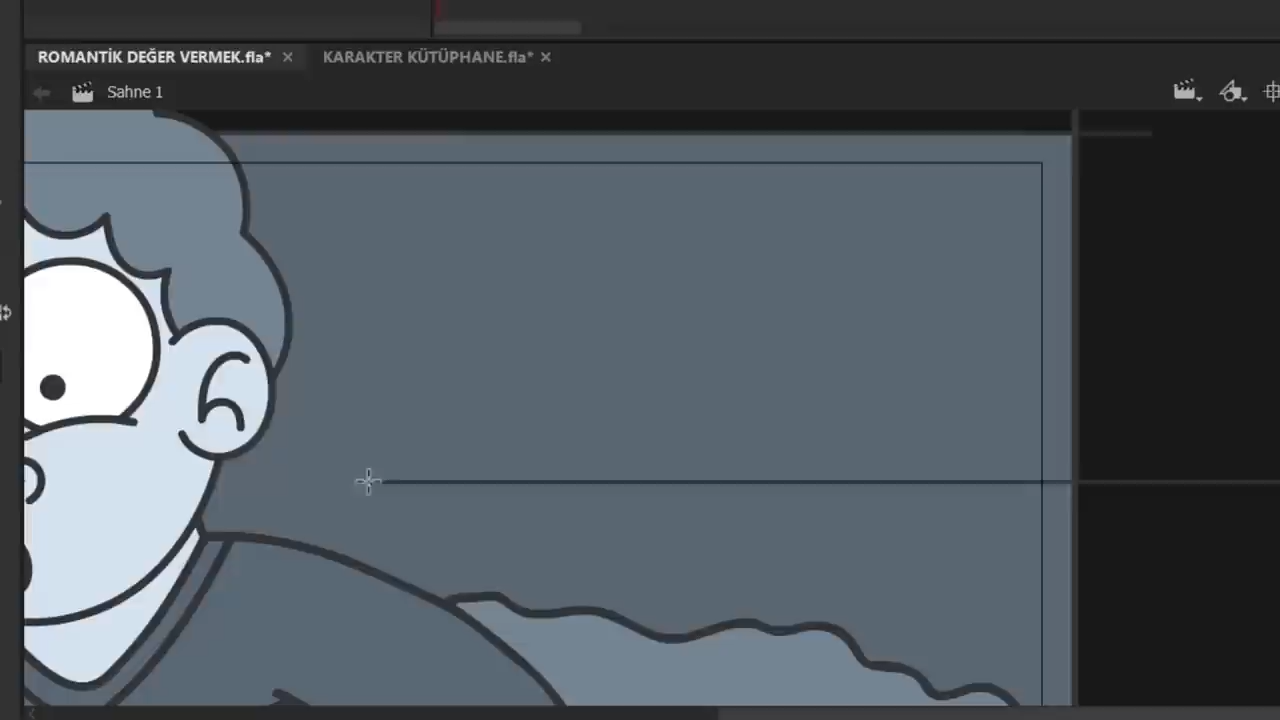 ROMANTİK DEĞER VERMEK.fla* × KARAKTER KÜTÜPHANE.fla* ×
Sahne 1